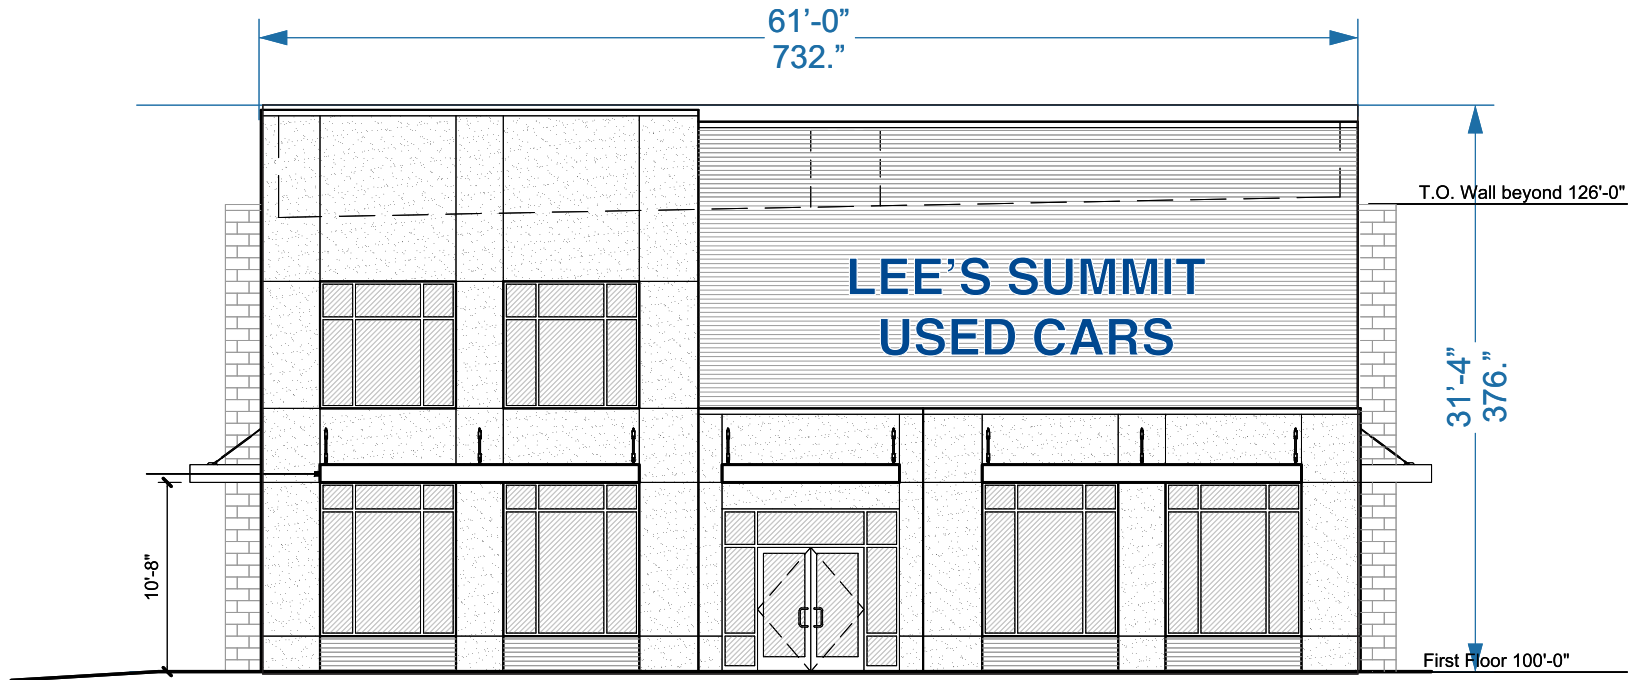 61’-0”
732.”
T.O. Wall beyond 126'-0"
LEE’S SUMMIT
USED CARS
31’-4”
376.”
10'-8"
First Floor 100'-0"